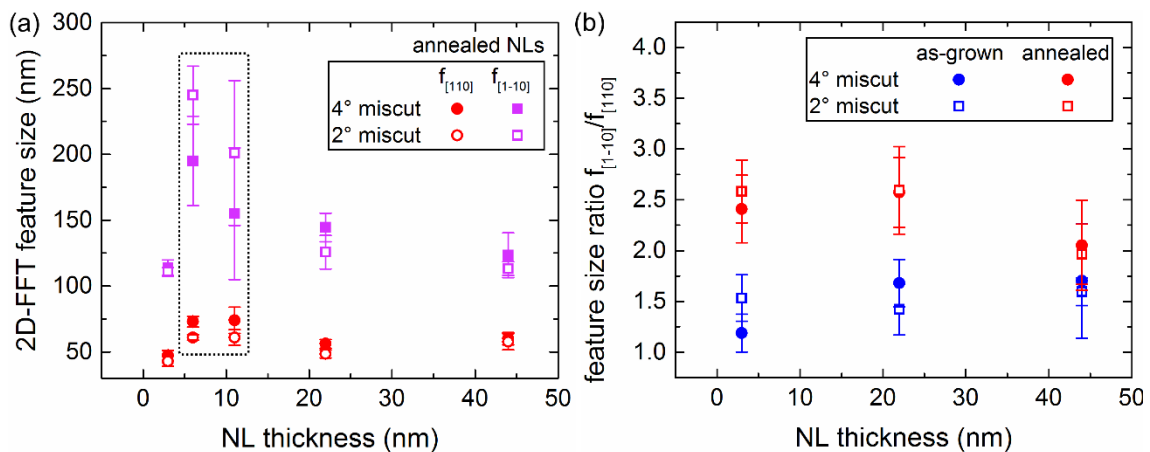 (a)
300
250
200
150
100
50
2D-FFT feature size (nm)
annealed NLs
f[110] f[1-10]
4° miscut
2° miscut
0 10 20 30 40 50
NL thickness (nm)
(b)
4.0
3.5
3.0
2.5
2.0
1.5
1.0
feature size ratio f[1-10]/f[110]
as-grown annealed
4° miscut
2° miscut
0 10 20 30 40 50
NL thickness (nm)